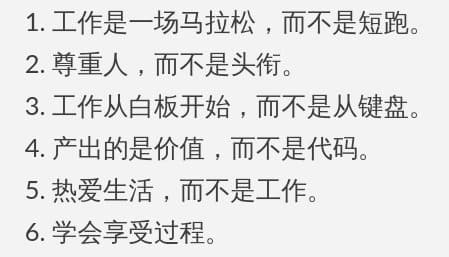 1. 工作是一场马拉松，而不是短跑。
2. 尊重人，而不是头衔。
3. 工作从白板开始，而不是从键盘。
4. 产出的是价值，而不是代码。
5. 热爱生活，而不是工作。
6. 学会享受过程。